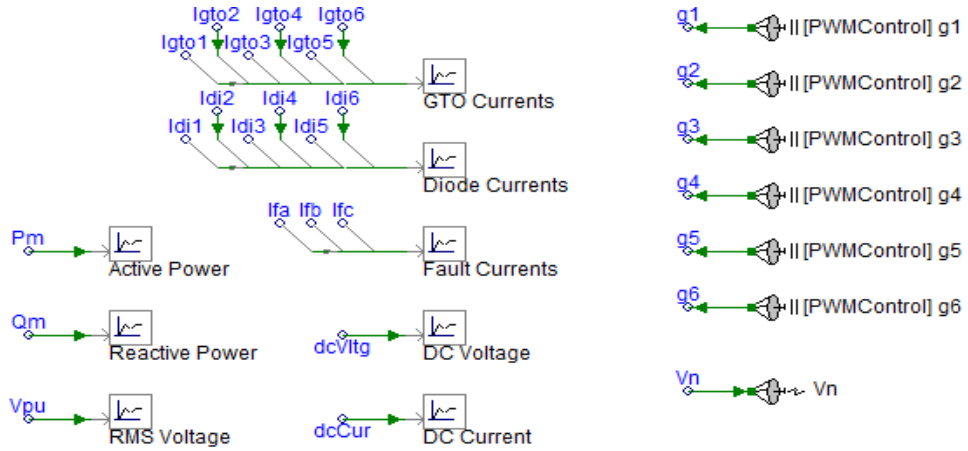 Igto2 Igto4 Igto6
Igto1 Igto3 Igto5
GTO Currents
Idi2 Idi4 Idi6
Idi1 Idi3 Idi5
Diode Currents
Ifa Ifb Ifc
Fault Currents
Pm
Active Power
Qm
Reactive Power
dcVltg
DC Voltage
Vpu
RMS Voltage
dcCur
DC Current
g1
[PWMControl] g1
g2
[PWMControl] g2
g3
[PWMControl] g3
g4
[PWMControl] g4
g5
[PWMControl] g5
g6
[PWMControl] g6
Vn
Vn